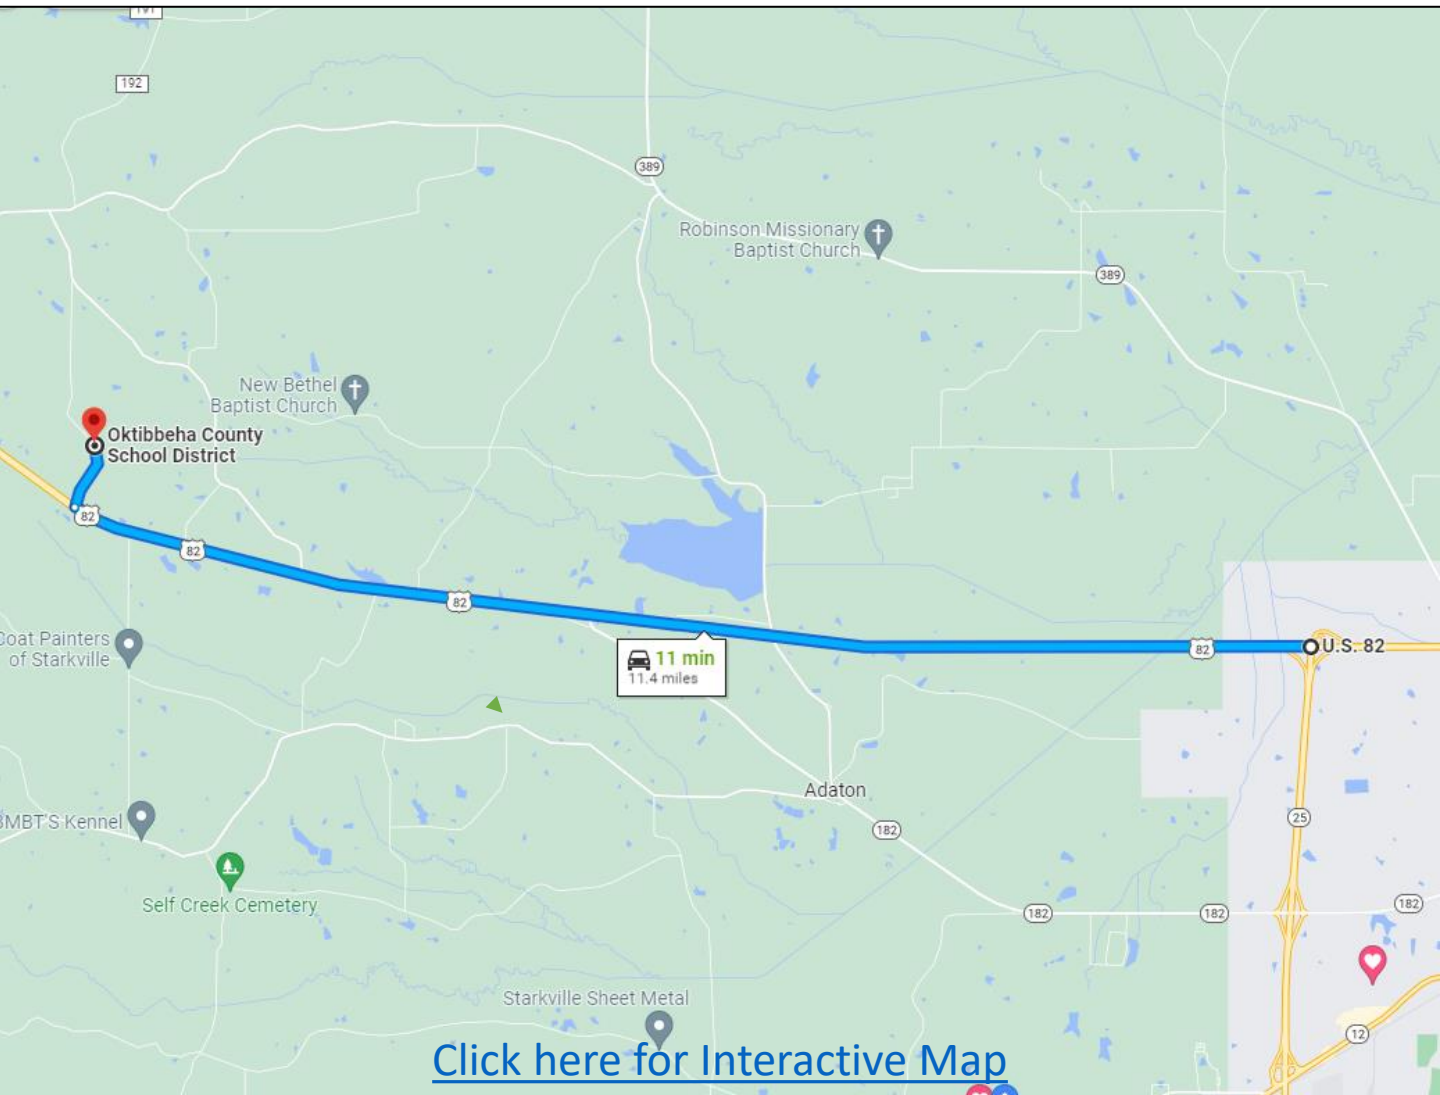 191
192
389
Robinson Missionary
Baptist Church
389
New Bethel
Baptist Church
Oktibbeha County
School District
82
82
82
Coat Painters
of Starkville
11 min
11.4 miles
82
U.S. 82
Adaton
182
25
BMBT'S Kennel
Self Creek Cemetery
182
182
182
Starkville Sheet Metal
12
Click here for Interactive Map